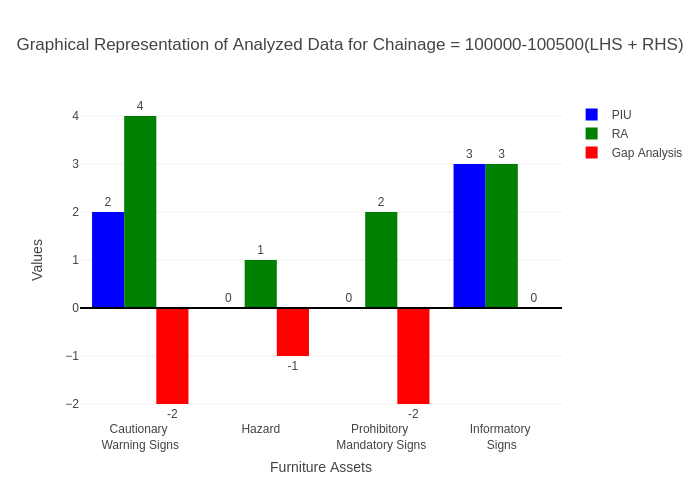 Graphical Representation of Analyzed Data for Chainage = 100000-100500(LHS + RHS)
PIU
RA
Gap Analysis
Values
4
3
2
1
0
−1
−2
2
4
-2
0
1
-1
0
2
-2
3
3
0
Cautionary
Warning Signs
Hazard
Prohibitory
Mandatory Signs
Informatory
Signs
Furniture Assets